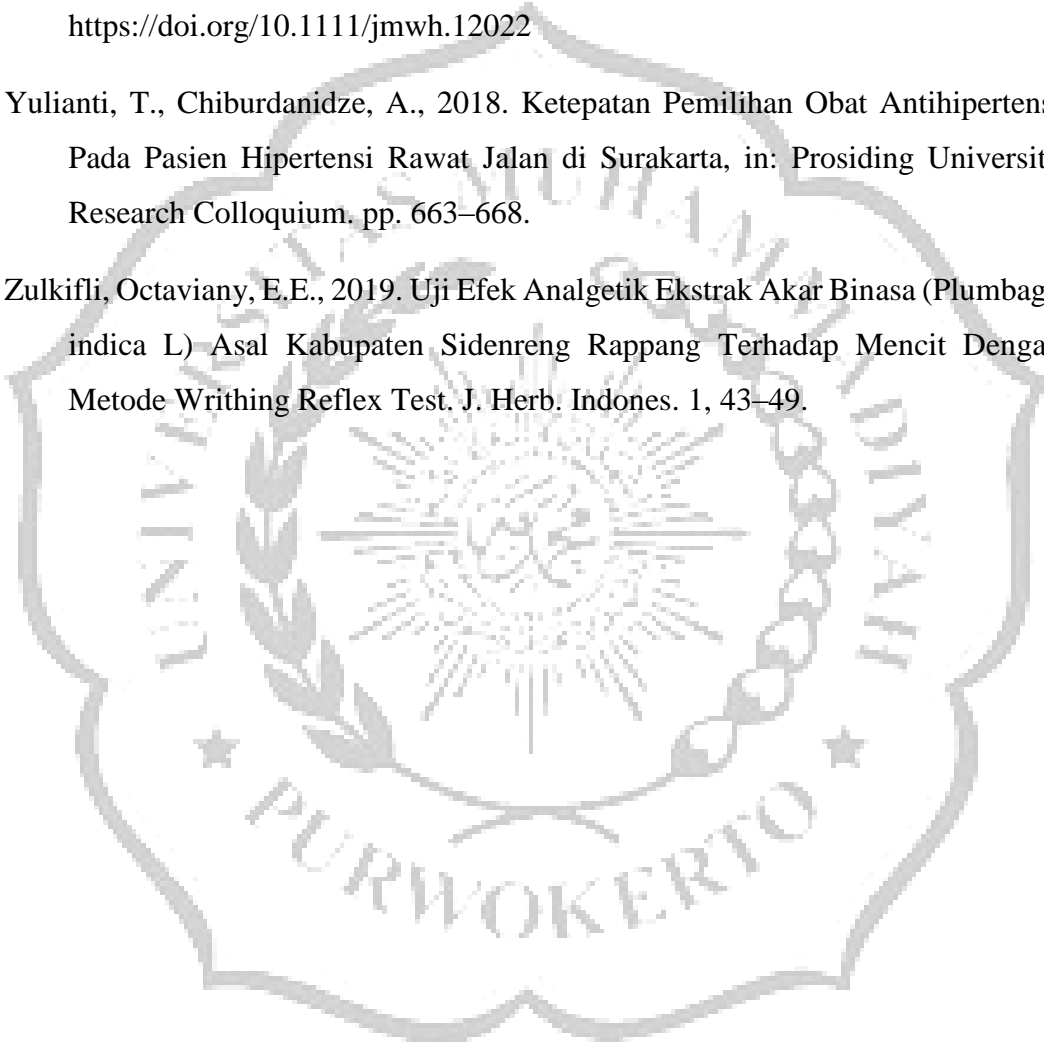 https://doi.org/10.1111/jmwh.12022
Yulianti, T., Chiburdanidze, A., 2018. Ketepatan Pemilihan Obat Antihipertens
Pada Pasien Hipertensi Rawat Jalan di Surakarta, in: Prosiding Universit
Research Colloquium. pp. 663–668.
Zulkifli, Octaviany, E.E., 2019. Uji Efek Analgetik Ekstrak Akar Binasa (Plumbag
indica L) Asal Kabupaten Sidenreng Rappang Terhadap Mencit Denga
Metode Writhing Reflex Test. J. Herb. Indones. 1, 43–49.
UNIVERSITAS MUHAMMADIYAH
PURWOKERTO